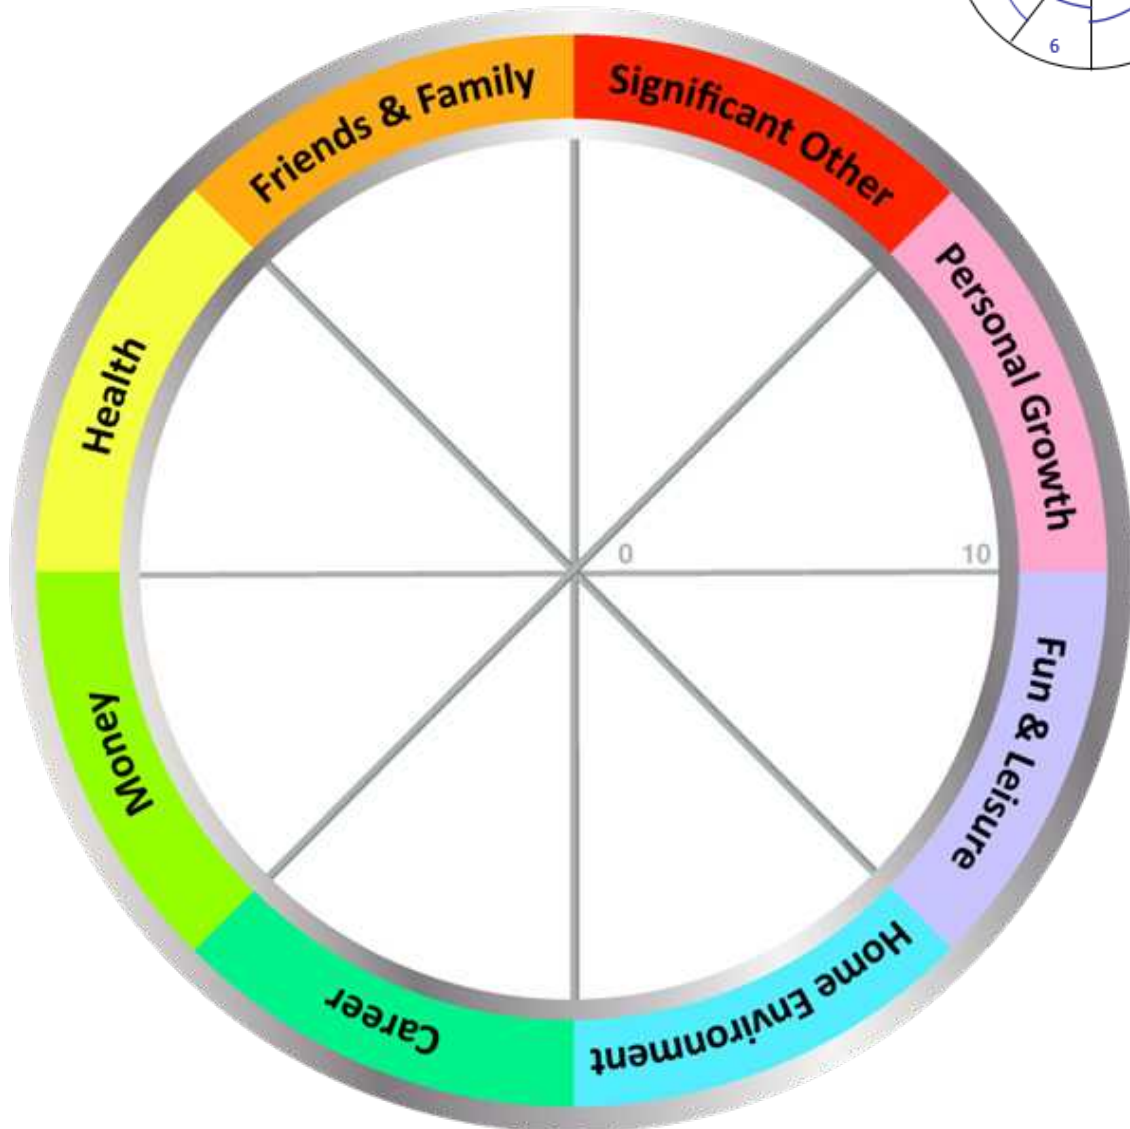 6
Friends & Family
Significant Other
Personal Growth
Health
0
10
Fun & Leisure
Money
Home Environment
Career